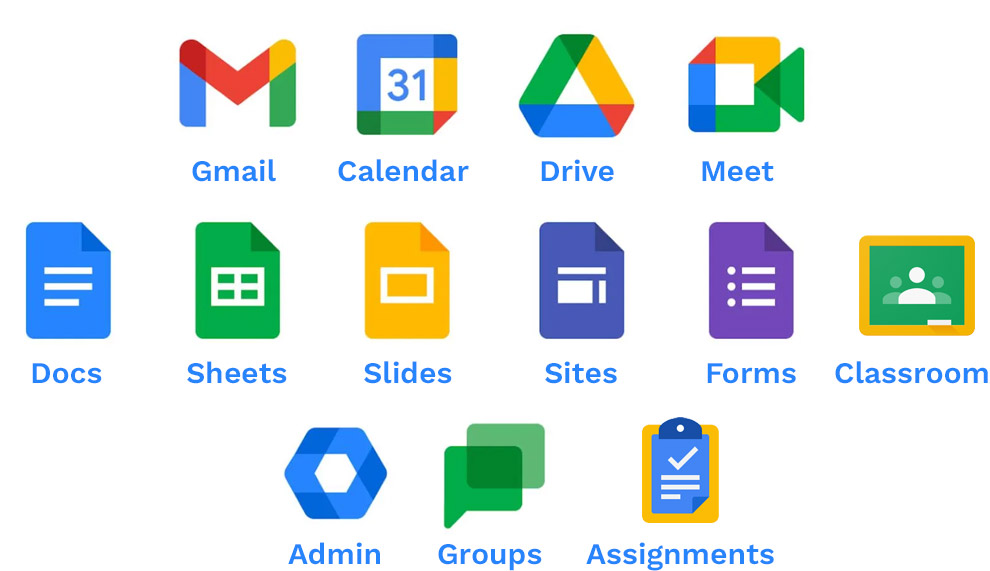 31
Gmail Calendar Drive Meet
Docs Sheets Slides Sites Forms Classroom
Admin Groups Assignments